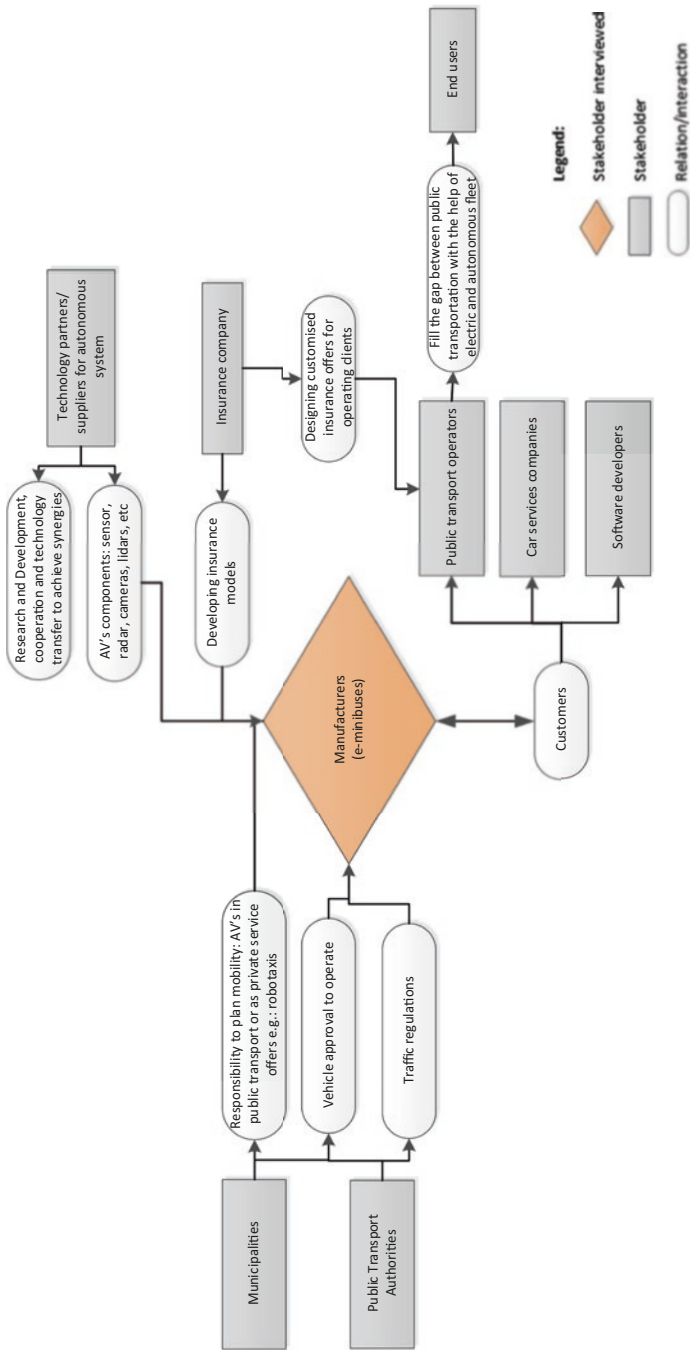 Municipalities
Public Transport
Authorities
Responsibility to plan mobility: AV's in
public transport or as private service
offers e.g.: robotaxis
Vehicle approval to operate
Traffic regulations
Research and Development,
cooperation and technology
transfer to achieve synergies
AV's components: sensor,
radar, cameras, lidars, etc
Technology partners/
suppliers for autonomous
system
Developing insurance
models
Insurance company
Designing customised
insurance offers for
operating clients
Manufacturers
(e-minibuses)
Customers
Public transport operators
Car services companies
Software developers
Fill the gap between public
transportation with the help of
electric and autonomous fleet
End users
Legend:
Stakeholder interviewed
Stakeholder
Relation/interaction